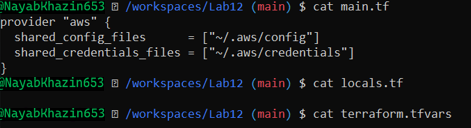 @NayabKhazin653 /workspaces/Lab12 (main) $ cat main.tf
provider "aws" {
  shared_config_files      = ["~/.aws/config"]
  shared_credentials_files = ["~/.aws/credentials"]
}
@NayabKhazin653 /workspaces/Lab12 (main) $ cat locals.tf
@NayabKhazin653 /workspaces/Lab12 (main) $ cat terraform.tfvars